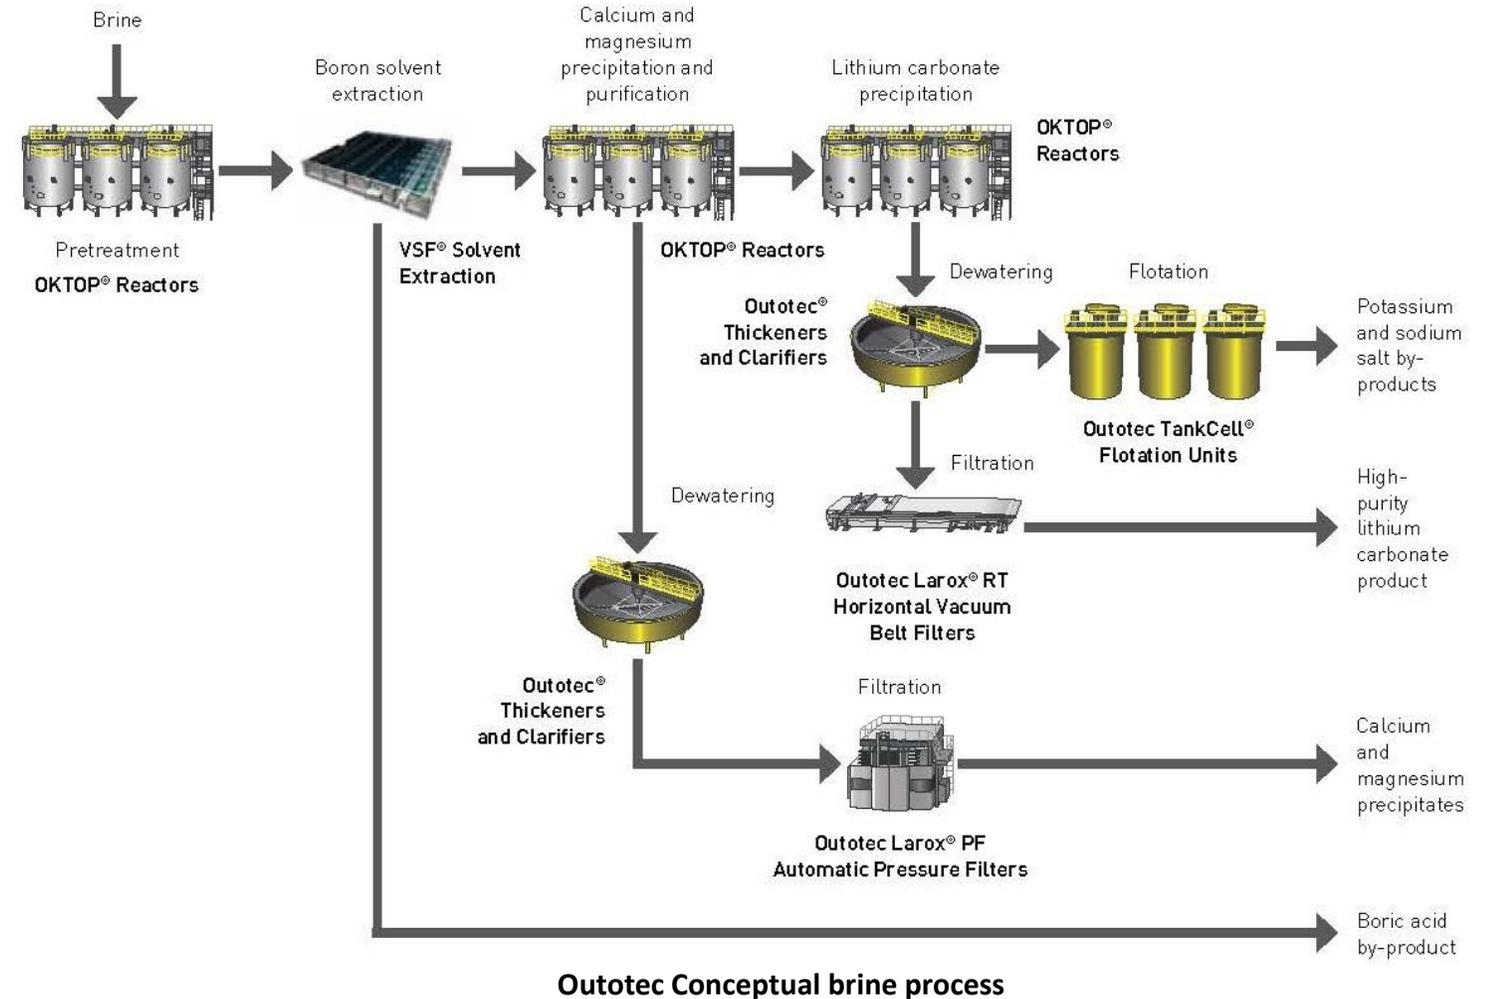 Brine
Boron solvent
extraction
Calcium and
magnesium
precipitation and
purification
Lithium carbonate
precipitation
OKTOP®
Reactors
Pretreatment
OKTOP® Reactors
VSF® Solvent
Extraction
OKTOP® Reactors
Dewatering
Flotation
Outotec®
Thickeners
and Clarifiers
Potassium
and sodium
salt by-
products
Outotec TankCell®
Flotation Units
Filtration
High-
purity
lithium
carbonate
product
Dewatering
Outotec Larox® RT
Horizontal Vacuum
Belt Filters
Outotec®
Thickeners
and Clarifiers
Filtration
Calcium
and
magnesium
precipitates
Outotec Larox® PF
Automatic Pressure Filters
Boric acid
by-product
Outotec Conceptual brine process